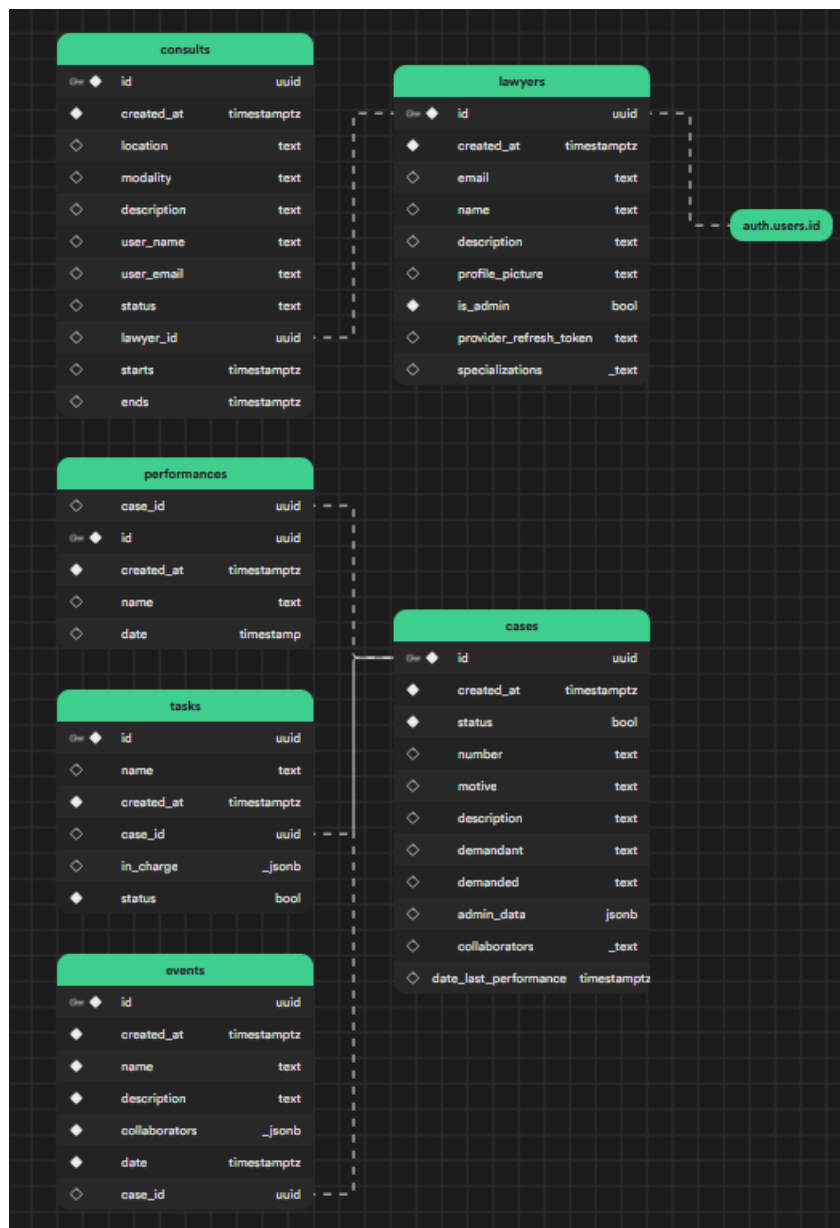 consults
id uuid
created_at timestamptz
location text
modality text
description text
user_name text
user_email text
status text
lawyer_id uuid
starts timestamptz
ends timestamptz
lawyers
id uuid
created_at timestamptz
email text
name text
description text
profile_picture text
is_admin bool
provider_refresh_token text
specializations _text
auth.users.id
performances
case_id uuid
id uuid
created_at timestamptz
name text
date timestamp
tasks
id uuid
name text
created_at timestamptz
case_id uuid
in_charge _jsonb
status bool
cases
id uuid
created_at timestamptz
status bool
number text
motive text
description text
demandant text
demanded text
admin_data jsonb
collaborators _text
date_last_performance timestamptz
events
id uuid
created_at timestamptz
name text
description text
collaborators _jsonb
date timestamptz
case_id uuid